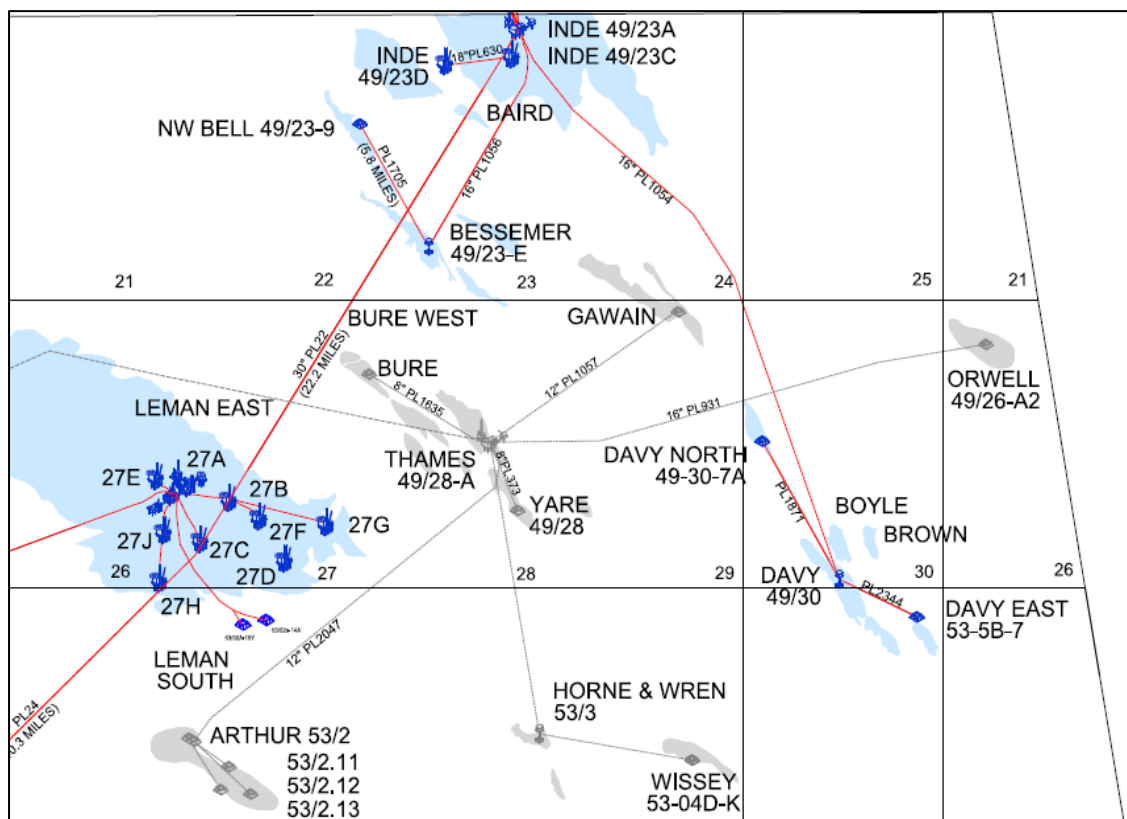 INDE 49/23A
INDE
49/23D
18"PL630
INDE 49/23C
BAIRD
NW BELL 49/23-9
PL1705
(5.8 MILES)
16" PL1056
16" PL1054
BESSEMER
49/23-E
21
22
23
24
25
21
BURE WEST
GAWAIN
30" PL22
(22.2 MILES)
BURE
8" PL1635
12" PL1057
ORWELL
49/26-A2
LEMAN EAST
16" PL931
THAMES
49/28-A
8"PL373
DAVY NORTH
49-30-7A
27E
27A
27B
YARE
49/28
PL1871
BOYLE
BROWN
27J
27C
27F
27G
27D
26
27
28
29
30
26
27H
DAVY
49/30
PL2344
DAVY EAST
53-5B-7
12" PL2047
LEMAN
SOUTH
HORNE & WREN
53/3
PL24
0.3 MILES)
ARTHUR 53/2
53/2.11
53/2.12
53/2.13
WISSEY
53-04D-K